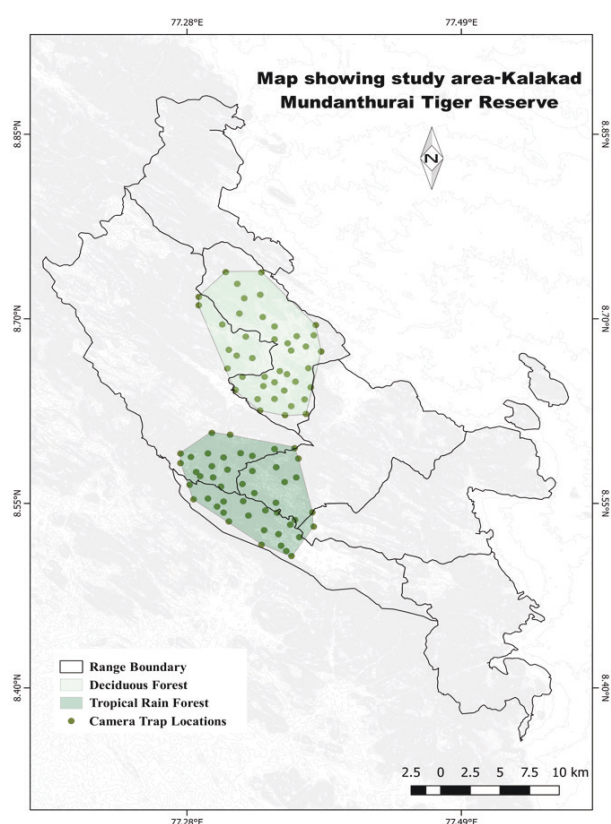 77.28°E 77.49°E
Map showing study area-Kalakad
Mundanthurai Tiger Reserve
N
8.85°N 8.85°N
8.70°N 8.70°N
8.55°N 8.55°N
8.40°N 8.40°N
Range Boundary
Deciduous Forest
Tropical Rain Forest
Camera Trap Locations
2.5 0 2.5 5 7.5 10 km
77.28°E 77.49°E